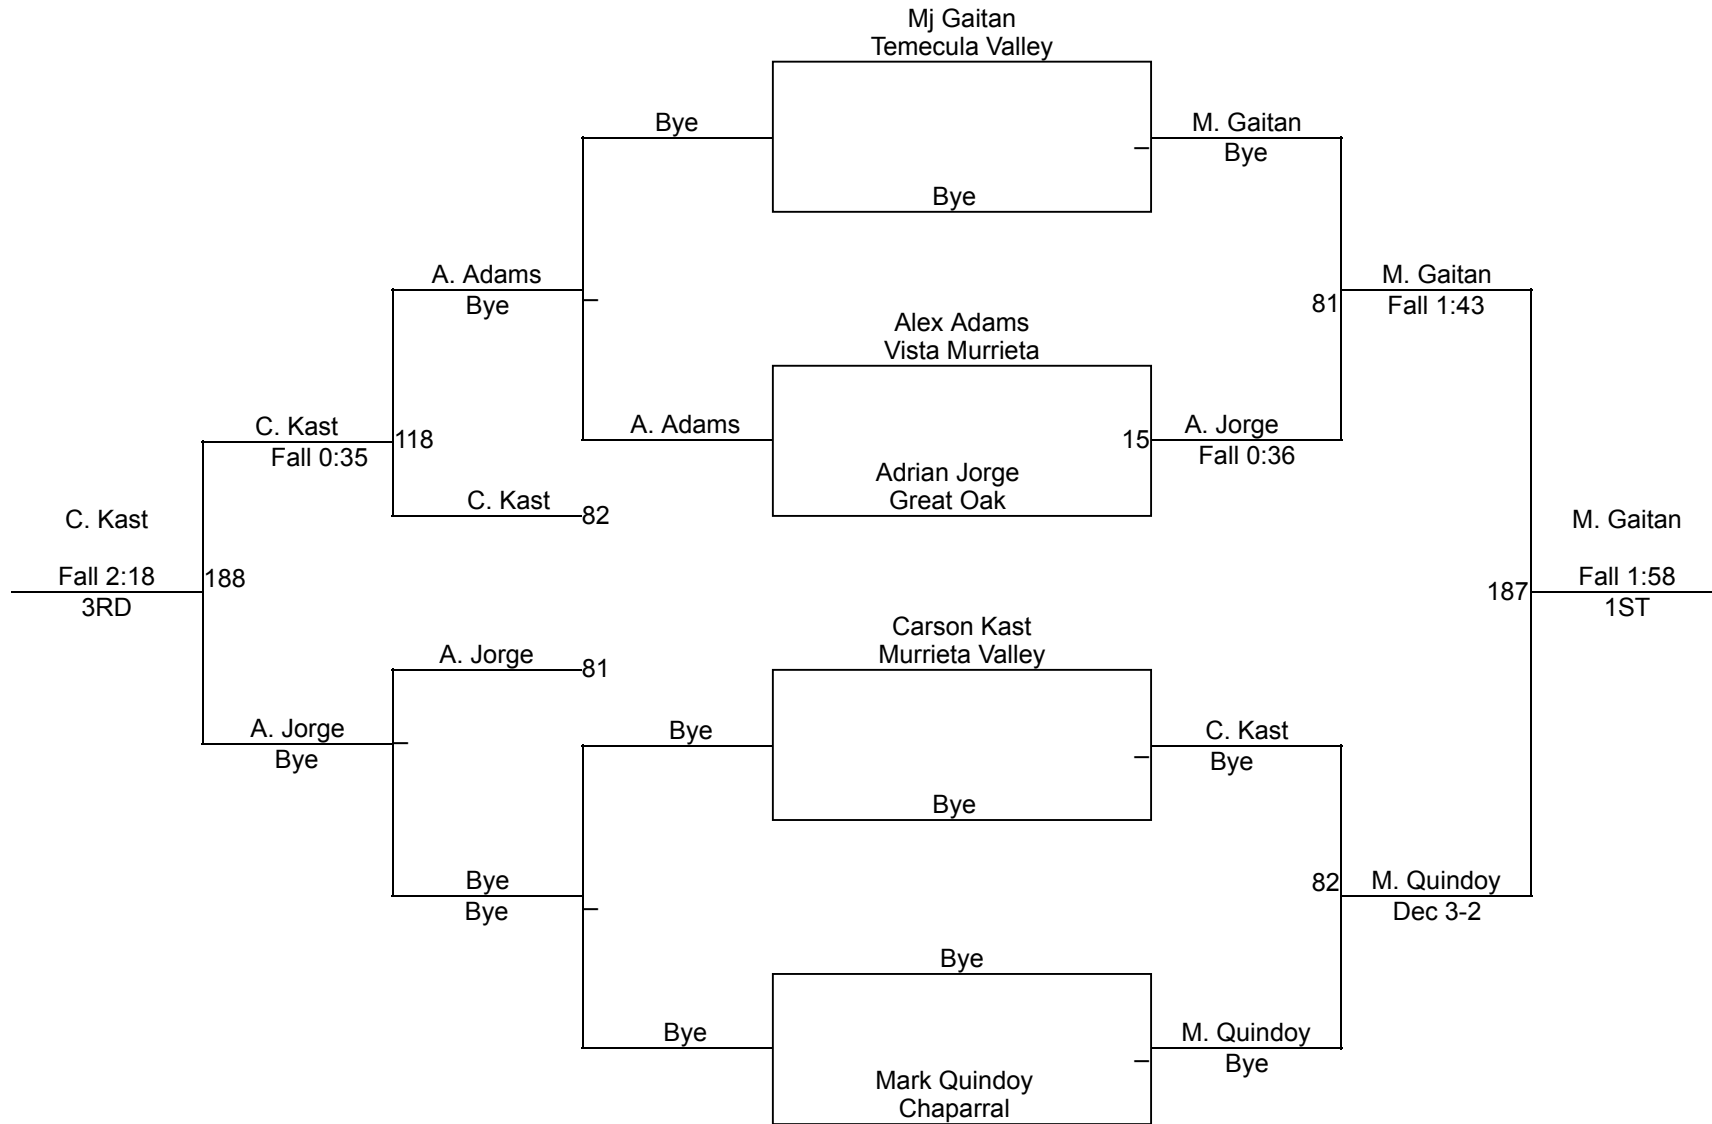 Mj Gaitan
Temecula Valley
Bye
M. Gaitan
Bye
Bye
A. Adams
Bye
M. Gaitan
81
Fall 1:43
Alex Adams
Vista Murrieta
C. Kast
Fall 0:35
118
A. Adams
15
A. Jorge
Fall 0:36
Adrian Jorge
Great Oak
C. Kast
82
C. Kast
Fall 2:18
188
3RD
M. Gaitan
187
Fall 1:58
1ST
Carson Kast
Murrieta Valley
A. Jorge
81
A. Jorge
Bye
Bye
C. Kast
Bye
Bye
Bye
Bye
82
M. Quindoy
Dec 3-2
Bye
Bye
M. Quindoy
Bye
Mark Quindoy
Chaparral